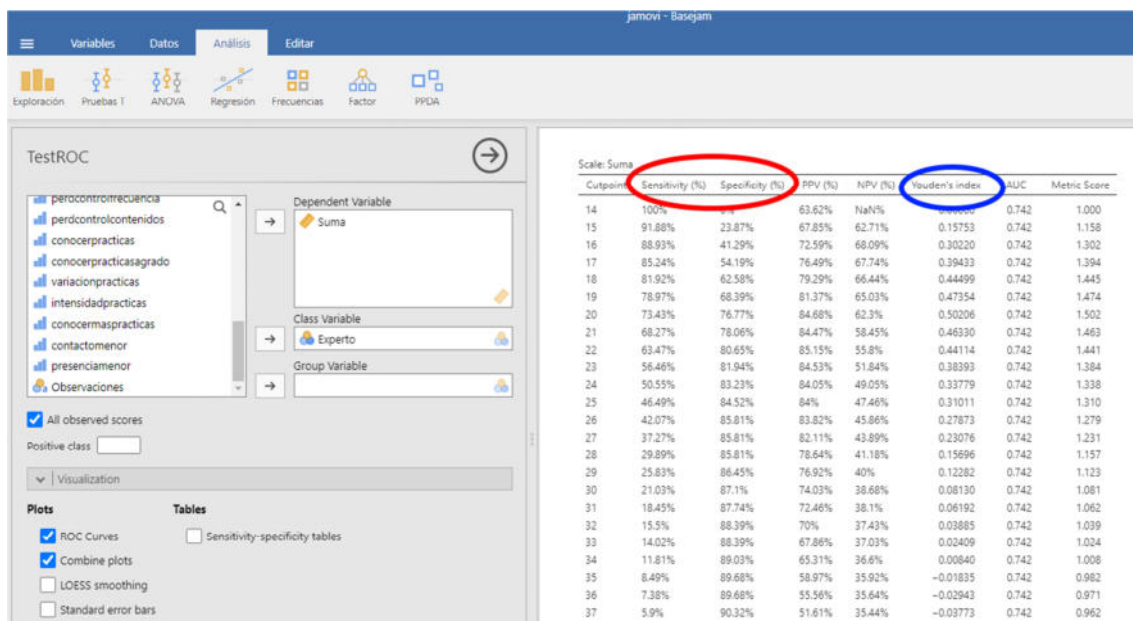 jamovi - Basejam
Variables Datos Análisis Editar
Exploración Pruebas T ANOVA Regresión Frecuencias Factor PPDA
TestROC
perdcontrolfrecuencia
perdcontrolcontenidos
conocerpracticas
conocerpracticasagrado
variacionpracticas
intensidadpracticas
conocermaspracticas
contactomenor
presenciamenor
Observaciones
Dependent Variable
Suma
Class Variable
Experto
Group Variable
All observed scores
Positive class
Visualization
Plots Tables
ROC Curves Sensitivity-specificity tables
Combine plots
LOESS smoothing
Standard error bars
Scale: Suma
Cutpoint Sensitivity (%) Specificity (%) PPV (%) NPV (%) Youden's index AUC Metric Score
14 100% 63.62% NaN% 0.742 1.000
15 91.88% 23.87% 67.85% 62.71% 0.15753 0.742 1.158
16 88.93% 41.29% 72.59% 68.09% 0.30220 0.742 1.302
17 85.24% 54.19% 76.49% 67.74% 0.39433 0.742 1.394
18 81.92% 62.58% 79.29% 66.44% 0.44499 0.742 1.445
19 78.97% 68.39% 81.37% 65.03% 0.47354 0.742 1.474
20 73.43% 76.77% 84.68% 62.3% 0.50206 0.742 1.502
21 68.27% 78.06% 84.47% 58.45% 0.46330 0.742 1.463
22 63.47% 80.65% 85.15% 55.8% 0.44114 0.742 1.441
23 56.46% 81.94% 84.53% 51.84% 0.38393 0.742 1.384
24 50.55% 83.23% 84.05% 49.05% 0.33779 0.742 1.338
25 46.49% 84.52% 84% 47.46% 0.31011 0.742 1.310
26 42.07% 85.81% 83.82% 45.86% 0.27873 0.742 1.279
27 37.27% 85.81% 82.11% 43.89% 0.23076 0.742 1.231
28 29.89% 85.81% 78.64% 41.18% 0.15696 0.742 1.157
29 25.83% 86.45% 76.92% 40% 0.12282 0.742 1.123
30 21.03% 87.1% 74.03% 38.68% 0.08130 0.742 1.081
31 18.45% 87.74% 72.46% 38.1% 0.06192 0.742 1.062
32 15.5% 88.39% 70% 37.43% 0.03885 0.742 1.039
33 14.02% 88.39% 67.86% 37.03% 0.02409 0.742 1.024
34 11.81% 89.03% 65.31% 36.6% 0.00840 0.742 1.008
35 8.49% 89.68% 58.97% 35.92% −0.01835 0.742 0.982
36 7.38% 89.68% 55.56% 35.64% −0.02943 0.742 0.971
37 5.9% 90.32% 51.61% 35.44% −0.03773 0.742 0.962